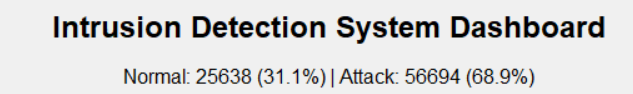 Intrusion Detection System Dashboard
Normal: 25638 (31.1%) | Attack: 56694 (68.9%)